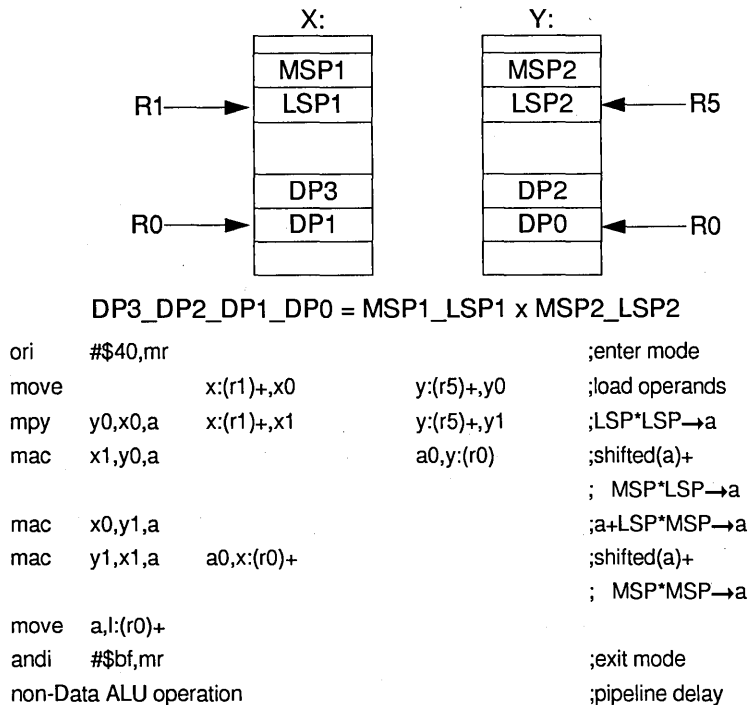 X: Y:
MSP1 MSP2
R1 LSP1 LSP2 R5
DP3 DP2
R0 DP1 DP0 R0
DP3_DP2_DP1_DP0 = MSP1_LSP1 x MSP2_LSP2
ori #$40,mr ;enter mode
move x:(r1)+,x0 y:(r5)+,y0 ;load operands
mpy y0,x0,a x:(r1)+,x1 y:(r5)+,y1 ;LSP*LSP→a
mac x1,y0,a a0,y:(r0) ;shifted(a)+
; MSP*LSP→a
mac x0,y1,a ;a+LSP*MSP→a
mac y1,x1,a a0,x:(r0)+ ;shifted(a)+
; MSP*MSP→a
move a,l:(r0)+
andi #$bf,mr ;exit mode
non-Data ALU operation ;pipeline delay